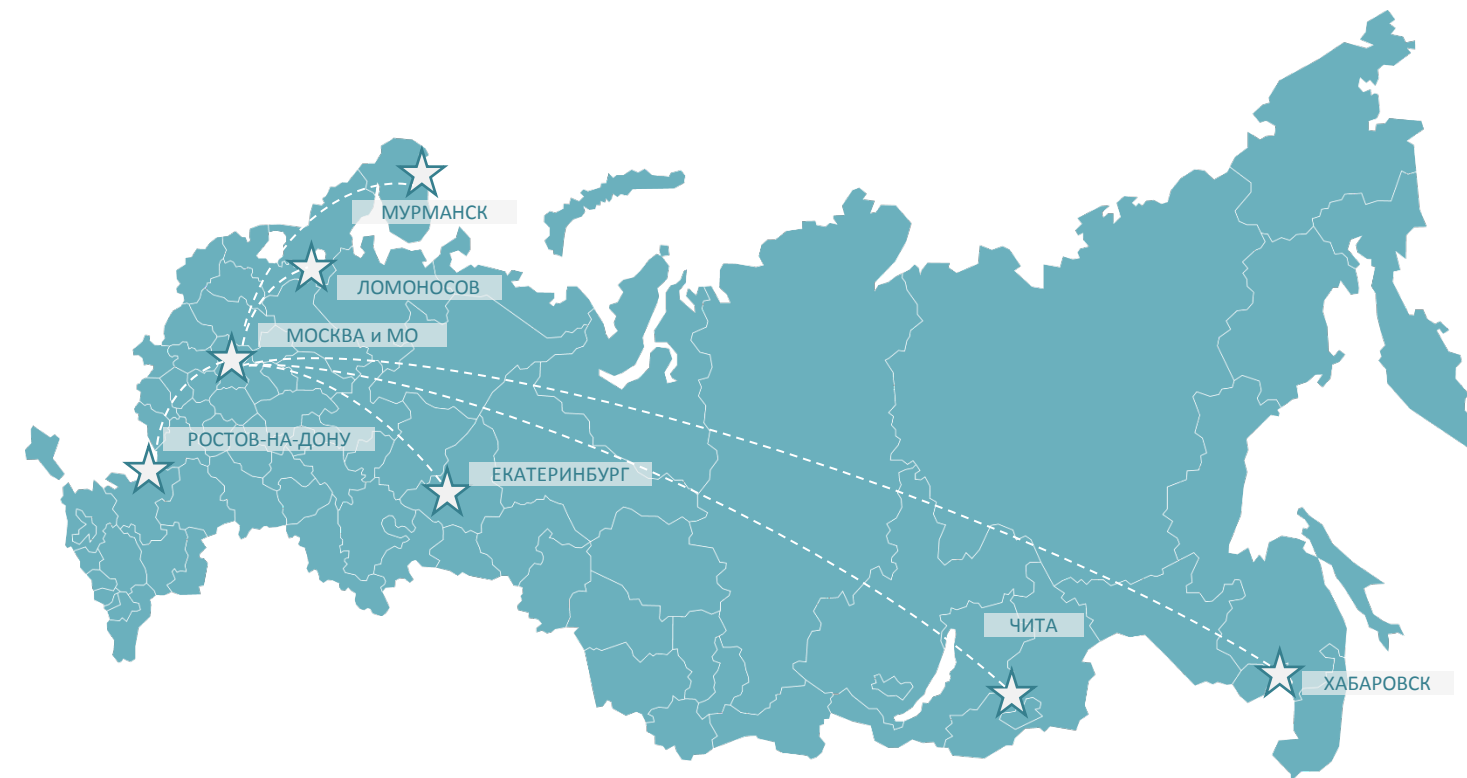 МУРМАНСК
ЛОМОНОСОВ
МОСКВА и МО
РОСТОВ-НА-ДОНУ
ЕКАТЕРИНБУРГ
ЧИТА
ХАБАРОВСК